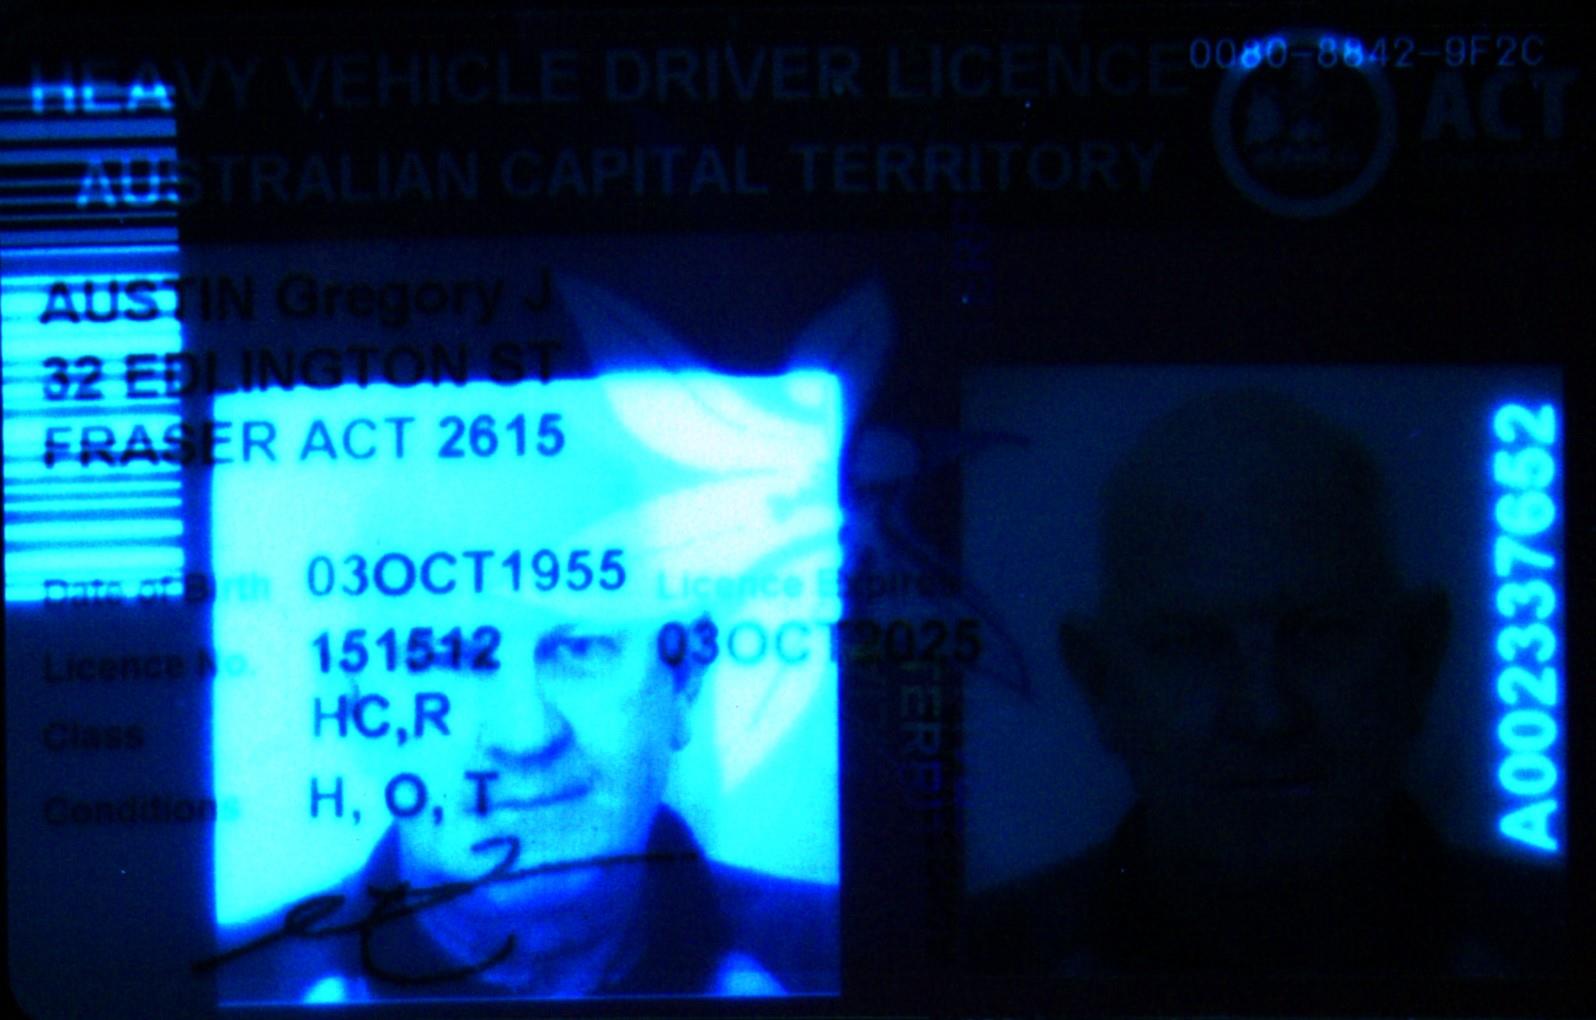 HEAVY VEHICLE DRIVER LICENCE
0080-8842-9F2C
ACT
AUSTRALIAN CAPITAL TERRITORY
AUSTIN Gregory J
32 EDLINGTON ST
FRASER ACT 2615
Date of Birth 03OCT1955 Licence Expires
Licence No. 151512 03OCT2025
Class HC,R
Conditions H, O, T
A002337652